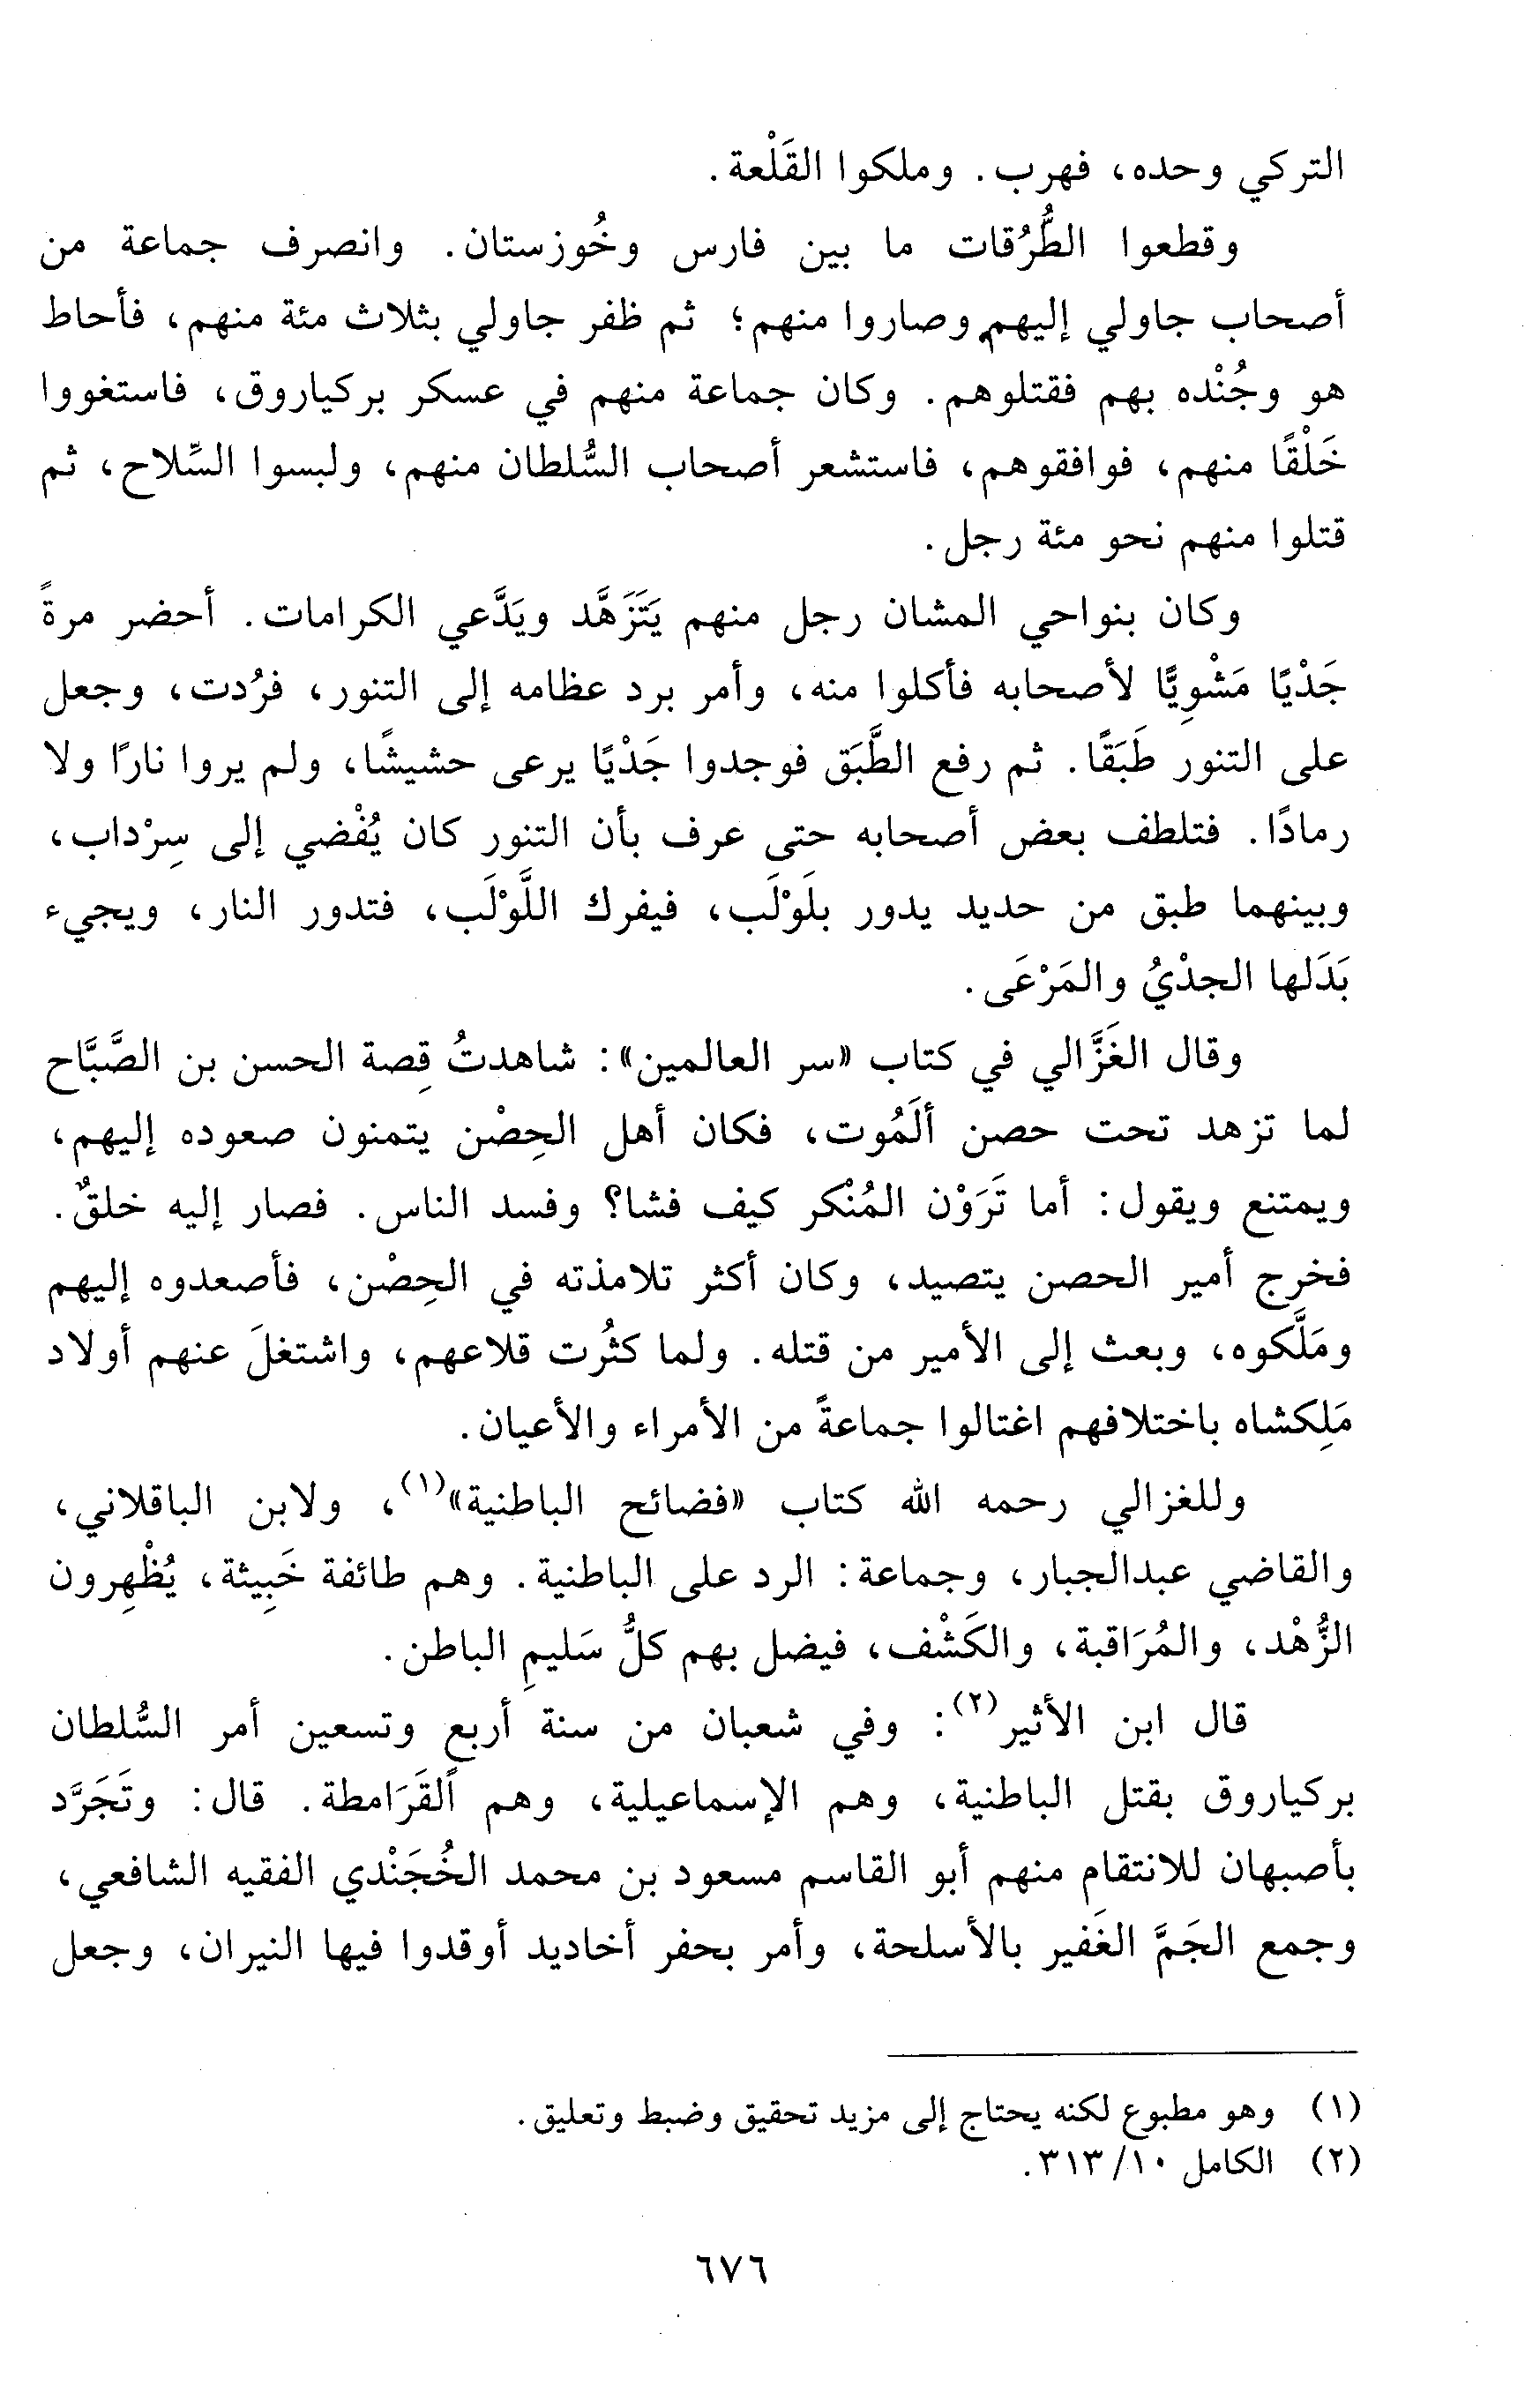 التركي وحده، فهرب. وملكوا القَلْعة.
وقطعوا الطُّرُقات ما بين فارس وخُوزستان. وانصرف جماعة من
أصحاب جاولي إليهم وصاروا منهم؛ ثم ظفر جاولي بثلاث مئة منهم، فأحاط
هو وجُنْده بهم فقتلوهم. وكان جماعة منهم في عسكر بركياروق، فاستغووا
خَلْقًا منهم، فوافقوهم، فاستشعر أصحاب السُّلطان منهم، ولبسوا السِّلاح، ثم
قتلوا منهم نحو مئة رجل.
وكان بنواحي المشان رجل منهم يَتَزَهَّد ويَدَّعي الكرامات. أحضر مرةً
جَدْيًا مَشْوِيًّا لأصحابه فأكلوا منه، وأمر برد عظامه إلى التنور، فرُدت، وجعل
على التنور طَبَقًا. ثم رفع الطَّبَق فوجدوا جَدْيًا يرعى حشيشًا، ولم يروا نارًا ولا
رمادًا. فتلطف بعض أصحابه حتى عرف بأن التنور كان يُفْضي إلى سِرْداب،
وبينهما طبق من حديد يدور بلَوْلَب، فيفرك اللَّوْلَب، فتدور النار، ويجيء
بَدَلها الجدْيُ والمَرْعَى.
وقال الغَزَّالي في كتاب «سر العالمين»: شاهدتُ قِصة الحسن بن الصَّبَّاح
لما تزهد تحت حصن ألَمُوت، فكان أهل الحِصْن يتمنون صعوده إليهم،
ويمتنع ويقول: أما تَرَوْن المُنْكر كيف فشا؟ وفسد الناس. فصار إليه خلقٌ.
فخرج أمير الحصن يتصيد، وكان أكثر تلامذته في الحِصْن، فأصعدوه إليهم
ومَلَّكوه، وبعث إلى الأمير من قتله. ولما كثُرت قلاعهم، واشتغلَ عنهم أولاد
مَلِكشاه باختلافهم اغتالوا جماعةً من الأمراء والأعيان.
وللغزالي رحمه الله كتاب «فضائح الباطنية»(١)، ولابن الباقلاني،
والقاضي عبدالجبار، وجماعة: الرد على الباطنية. وهم طائفة خَبِيثة، يُظْهِرون
الزُّهْد، والمُرَاقبة، والكَشْف، فيضل بهم كلُّ سَليمِ الباطن.
قال ابن الأثير(٢): وفي شعبان من سنة أربع وتسعين أمر السُّلطان
بركياروق بقتل الباطنية، وهم الإسماعيلية، وهم القَرَامطة. قال: وتَجَرَّد
بأصبهان للانتقام منهم أبو القاسم مسعود بن محمد الخُجَنْدي الفقيه الشافعي،
وجمع الجَمَّ الغَفير بالأسلحة، وأمر بحفر أخاديد أوقدوا فيها النيران، وجعل
(١) وهو مطبوع لكنه يحتاج إلى مزيد تحقيق وضبط وتعليق.
(٢) الكامل ١٠/ ٣١٣.
٦٧٦